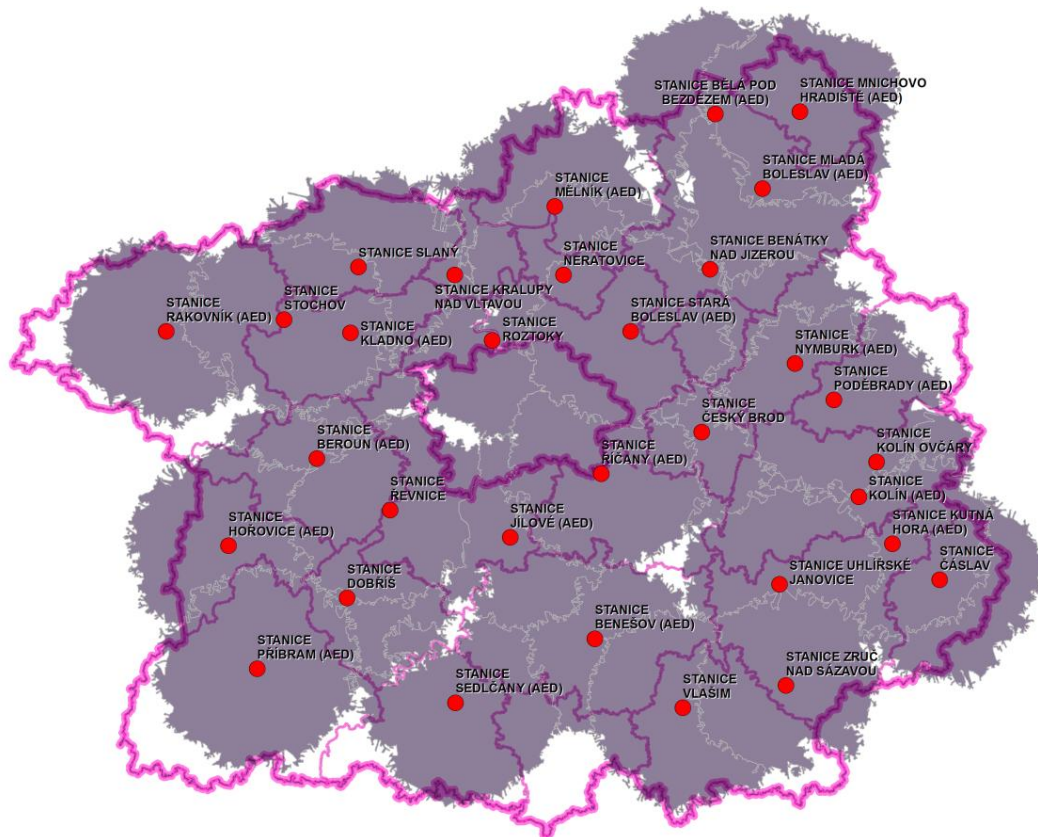 STANICE BĚLÁ POD
BEZDĚZEM (AED)
STANICE MNICHOVO
HRADIŠTĚ (AED)
STANICE MLADÁ
BOLESLAV (AED)
STANICE
MĚLNÍK (AED)
STANICE SLANÝ
STANICE
NERATOVICE
STANICE BENÁTKY
NAD JIZEROU
STANICE KRALUPY
NAD VLTAVOU
STANICE
RAKOVNÍK (AED)
STANICE
STOCHOV
STANICE
KLADNO (AED)
STANICE
ROZTOKY
STANICE STARÁ
BOLESLAV (AED)
STANICE
NYMBURK (AED)
STANICE
PODĚBRADY (AED)
STANICE
ČESKÝ BROD
STANICE
BEROUN (AED)
STANICE
ŘÍČANY (AED)
STANICE
KOLÍN OVČÁRY
STANICE
KOLÍN (AED)
STANICE
ŘEVNICE
STANICE
HOŘOVICE (AED)
STANICE
JÍLOVÉ (AED)
STANICE KUTNÁ
HORA (AED)
STANICE
ČÁSLAV
STANICE UHLÍŘSKÉ
JANOVICE
STANICE
DOBŘÍŠ
STANICE
BENEŠOV (AED)
STANICE
PŘÍBRAM (AED)
STANICE
SEDLČANY (AED)
STANICE
VLAŠIM
STANICE ZRUČ
NAD SÁZAVOU